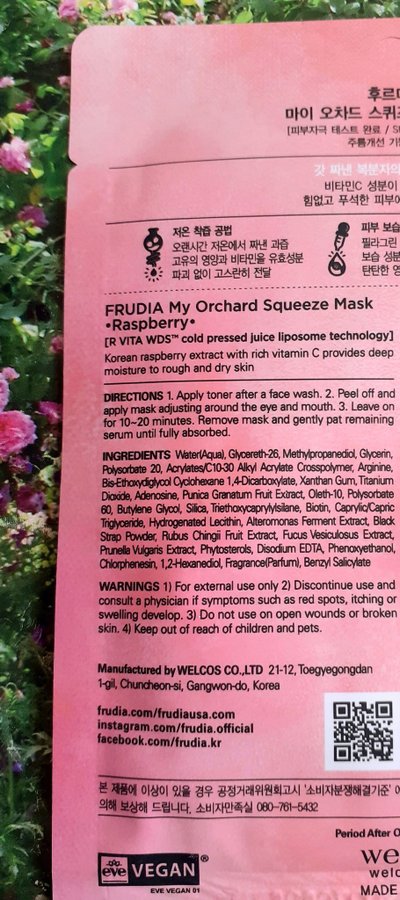 후르디
마이 오차드 스퀴즈
[피부자극 테스트 완료 /
주름개선 기
갓 짜낸 복분자의
비타민C 성분이
힘없고 푸석한 피부에
저온 착즙 공법
오랜시간 저온에서 짜낸 과즙
고유의 영양과 비타민을 유효성분
파괴 없이 고스란히 전달
피부 보습
필라그린
보습 성분
탄탄한 영
FRUDIA My Orchard Squeeze Mask
•Raspberry•
[R VITA WDS™ cold pressed juice liposome technology]
Korean raspberry extract with rich vitamin C provides deep
moisture to rough and dry skin
DIRECTIONS 1. Apply toner after a face wash. 2. Peel off and
apply mask adjusting around the eye and mouth. 3. Leave on
for 10~20 minutes. Remove mask and gently pat remaining
serum until fully absorbed.
INGREDIENTS Water(Aqua), Glycereth-26, Methylpropanediol, Glycerin,
Polysorbate 20, Acrylates/C10-30 Alkyl Acrylate Crosspolymer, Arginine,
Bis-Ethoxydiglycol Cyclohexane 1,4-Dicarboxylate, Xanthan Gum, Titanium
Dioxide, Adenosine, Punica Granatum Fruit Extract, Oleth-10, Polysorbate
60, Butylene Glycol, Silica, Triethoxycaprylylsilane, Biotin, Caprylic/Capric
Triglyceride, Hydrogenated Lecithin, Alteromonas Ferment Extract, Black
Strap Powder, Rubus Chingii Fruit Extract, Fucus Vesiculosus Extract,
Prunella Vulgaris Extract, Phytosterols, Disodium EDTA, Phenoxyethanol,
Chlorphenesin, 1,2-Hexanediol, Fragrance(Parfum), Benzyl Salicylate
WARNINGS 1) For external use only 2) Discontinue use and
consult a physician if symptoms such as red spots, itching or
swelling develop. 3) Do not use on open wounds or broken
skin. 4) Keep out of reach of children and pets.
Manufactured by WELCOS CO.,LTD 21-12, Toegyegongdan
1-gil, Chuncheon-si, Gangwon-do, Korea
frudia.com/frudiausa.com
instagram.com/frudia.official
facebook.com/frudia.kr
본 제품에 이상이 있을 경우 공정거래위원회고시 '소비자분쟁해결기준' 에
의해 보상해 드립니다. 소비자만족실 080-761-5432
Period After O
we
welc
MADE
eve VEGAN®
EVE VEGAN 01